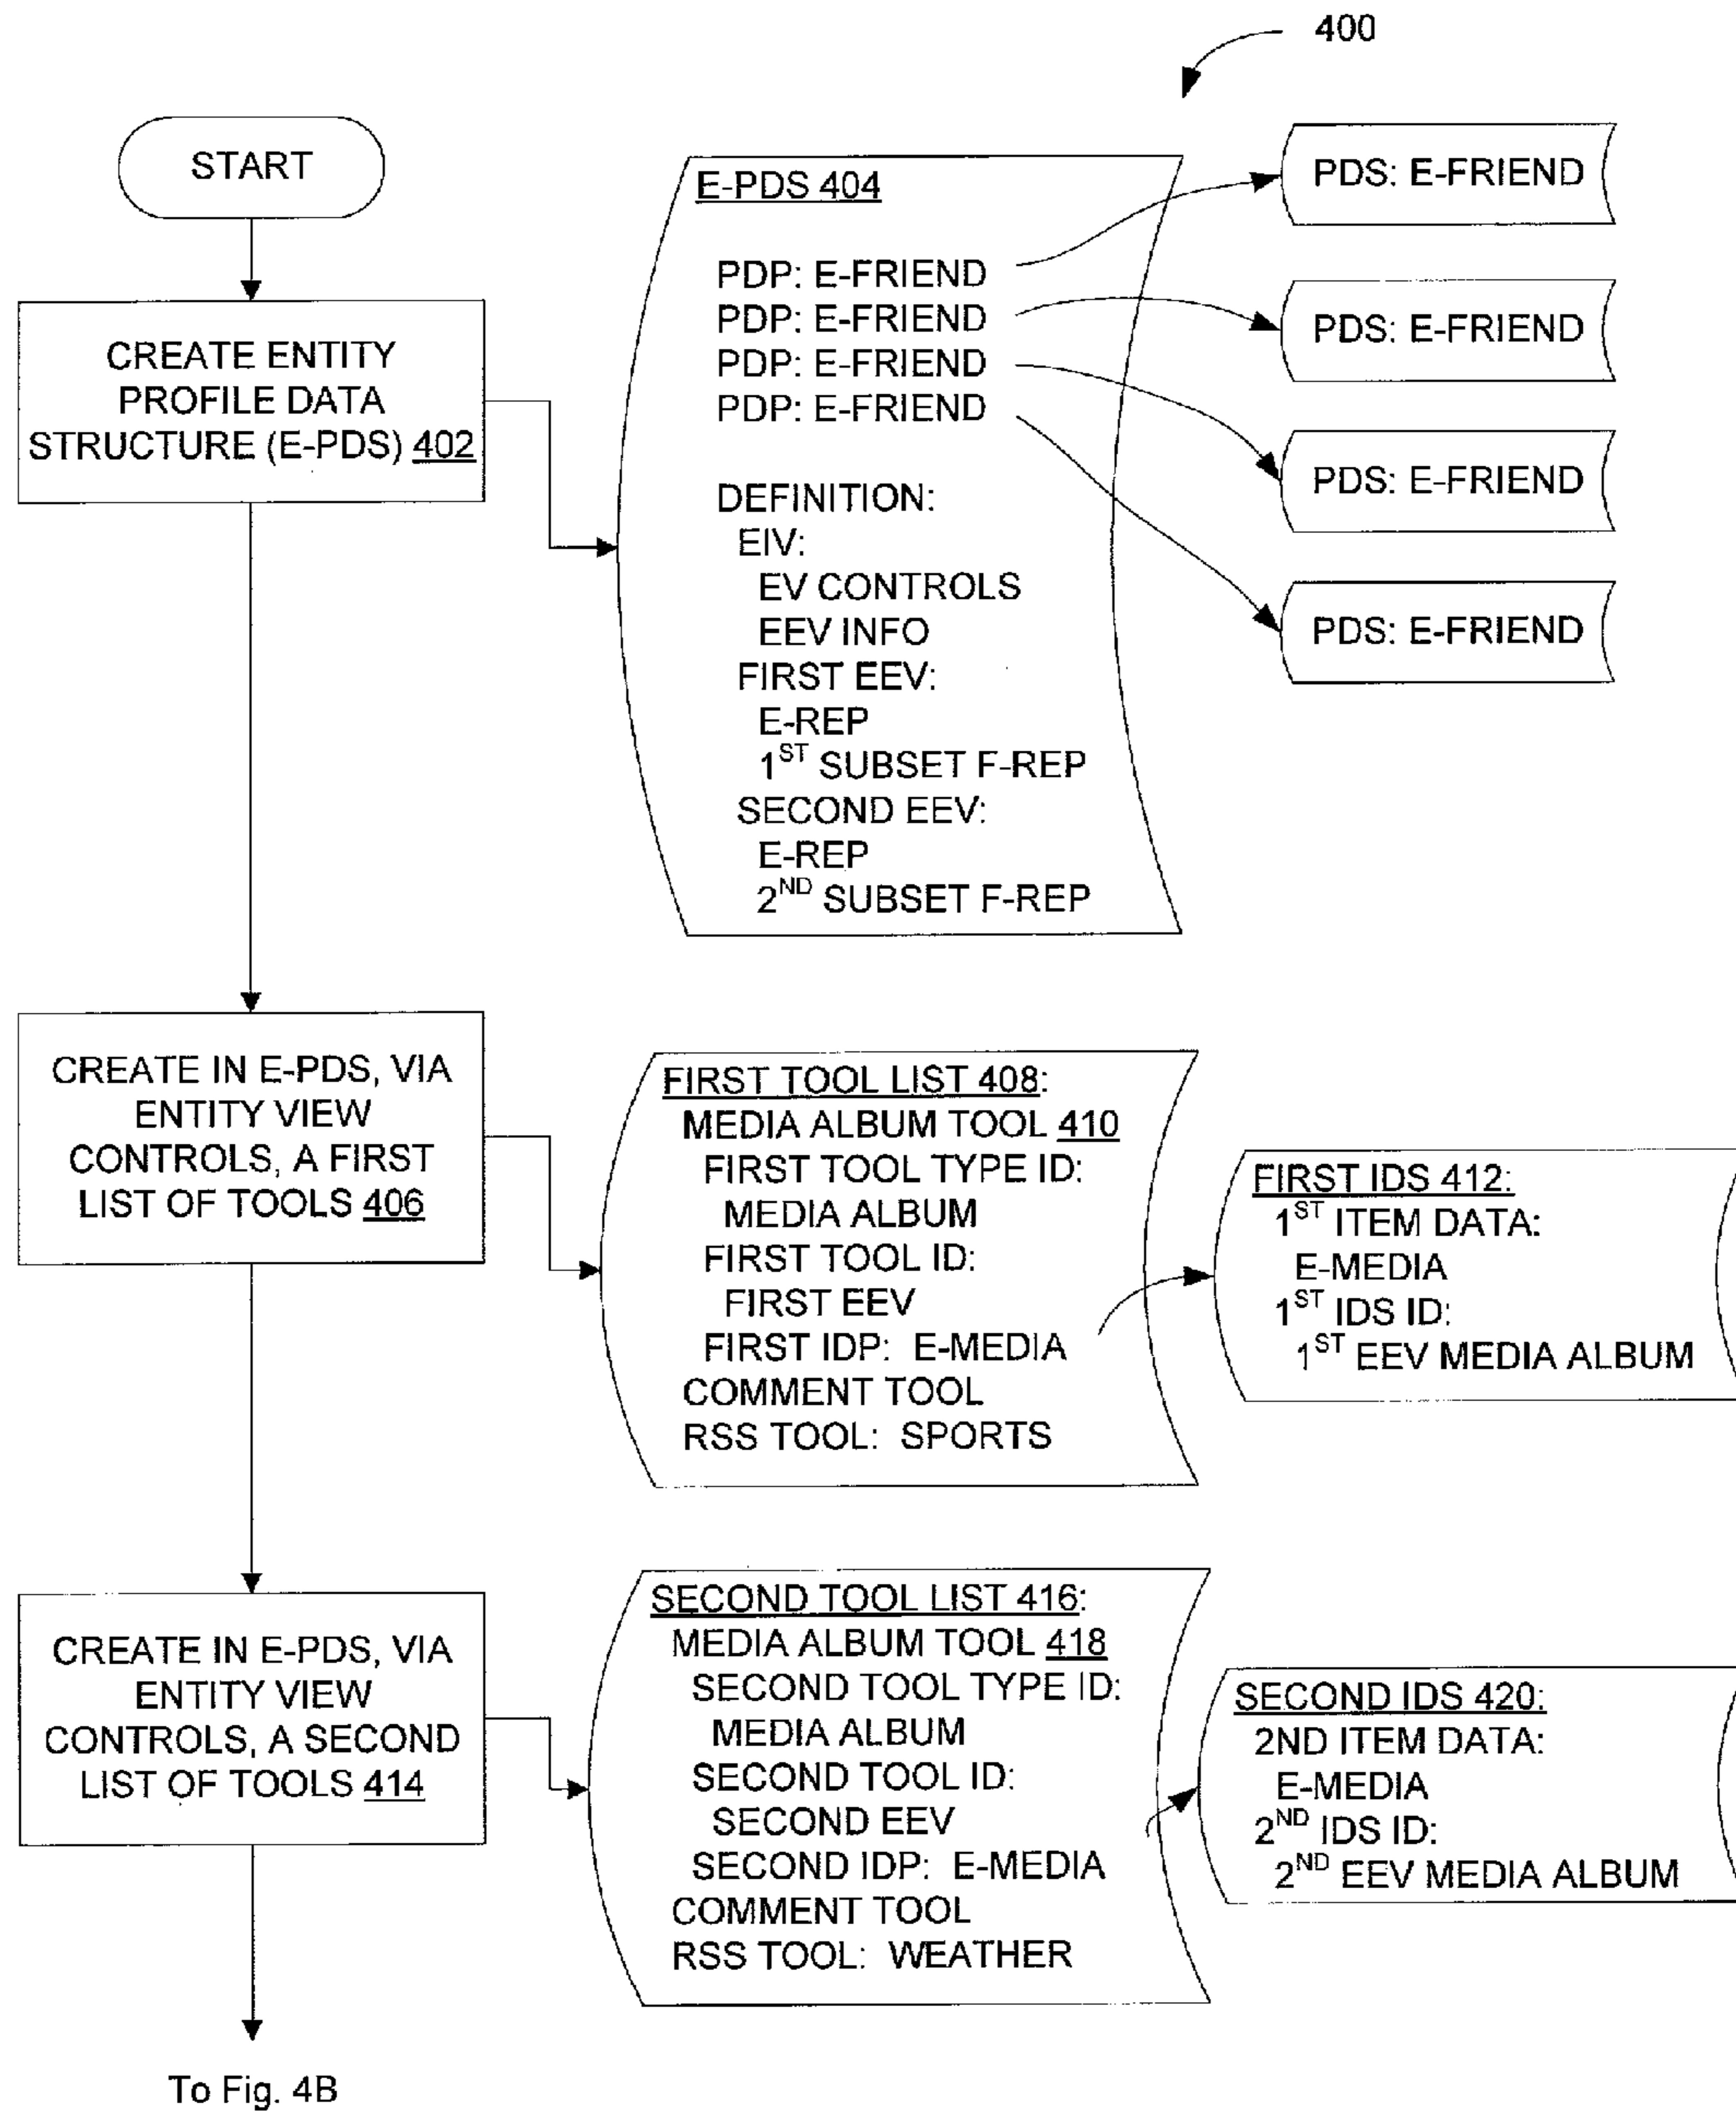 400
START
CREATE ENTITY
PROFILE DATA
STRUCTURE (E-PDS) 402
E-PDS 404
PDP: E-FRIEND
PDP: E-FRIEND
PDP: E-FRIEND
PDP: E-FRIEND
DEFINITION:
EIV:
EV CONTROLS
EEV INFO
FIRST EEV:
E-REP
1ST SUBSET F-REP
SECOND EEV:
E-REP
2ND SUBSET F-REP
PDS: E-FRIEND
PDS: E-FRIEND
PDS: E-FRIEND
PDS: E-FRIEND
CREATE IN E-PDS, VIA
ENTITY VIEW
CONTROLS, A FIRST
LIST OF TOOLS 406
FIRST TOOL LIST 408:
MEDIA ALBUM TOOL 410
FIRST TOOL TYPE ID:
MEDIA ALBUM
FIRST TOOL ID:
FIRST EEV
FIRST IDP: E-MEDIA
COMMENT TOOL
RSS TOOL: SPORTS
FIRST IDS 412:
1ST ITEM DATA:
E-MEDIA
1ST IDS ID:
1ST EEV MEDIA ALBUM
CREATE IN E-PDS, VIA
ENTITY VIEW
CONTROLS, A SECOND
LIST OF TOOLS 414
SECOND TOOL LIST 416:
MEDIA ALBUM TOOL 418
SECOND TOOL TYPE ID:
MEDIA ALBUM
SECOND TOOL ID:
SECOND EEV
SECOND IDP: E-MEDIA
COMMENT TOOL
RSS TOOL: WEATHER
SECOND IDS 420:
2ND ITEM DATA:
E-MEDIA
2ND IDS ID:
2ND EEV MEDIA ALBUM
To Fig. 4B